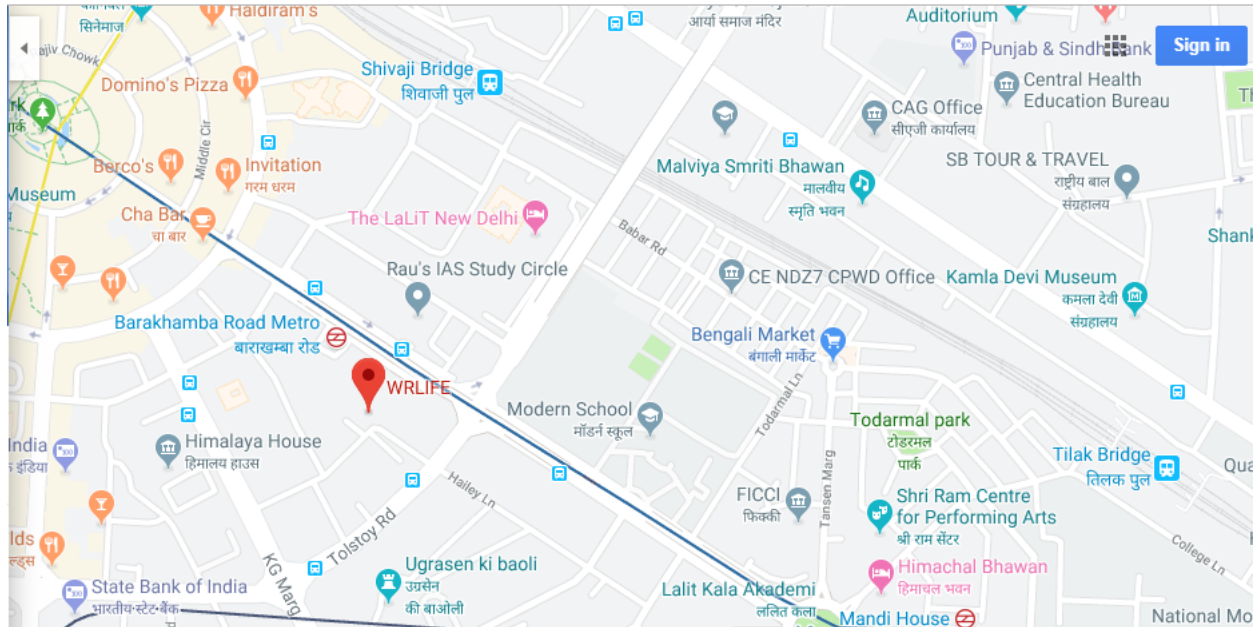 सिनेमाज
Haldiram's
आर्या समाज मंदिर
Auditorium
Punjab & Sindh Bank
Sign in
ajiv Chowk
Domino's Pizza
Shivaji Bridge
शिवाजी पुल
Central Health
Education Bureau
CAG Office
सीएजी कार्यालय
rk
ार्क
Middle Cir
Berco's
Invitation
गरम धरम
Malviya Smriti Bhawan
मालवीय
स्मृति भवन
SB TOUR & TRAVEL
राष्ट्रीय बाल
संग्रहालय
Museum
Cha Bar
चा बार
The LaLiT New Delhi
Babar Rd
Shank
Rau's IAS Study Circle
CE NDZ7 CPWD Office
Kamla Devi Museum
कमला देवी
संग्रहालय
Barakhamba Road Metro
बाराखम्बा रोड
Bengali Market
बंगाली मार्केट
WRLIFE
Todarmal Ln
Modern School
मॉडर्न स्कूल
Todarmal park
टोडरमल
पार्क
Himalaya House
हिमालय हाउस
India
इंडिया
Tilak Bridge
तिलक पुल
Qua
Hailey Ln
FICCI
फिक्की
Tansen Marg
Shri Ram Centre
for Performing Arts
श्री राम सेंटर
Tolstoy Rd
College Ln
lds
ल्ड्स
KG Marg
Ugrasen ki baoli
उग्रसेन
की बाओली
Himachal Bhawan
हिमाचल भवन
State Bank of India
भारतीय स्टेट बैंक
Lalit Kala Akademi
ललित कला
Mandi House
National Mo